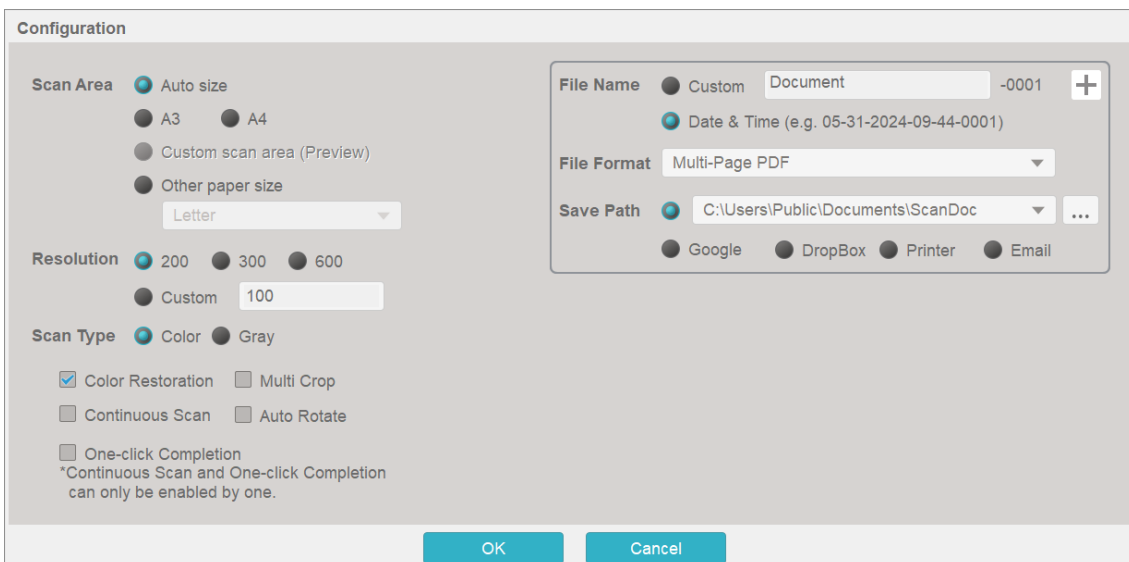 Configuration
Scan Area Auto size
A3 A4
Custom scan area (Preview)
Other paper size
Letter
Resolution 200 300 600
Custom 100
Scan Type Color Gray
Color Restoration Multi Crop
Continuous Scan Auto Rotate
One-click Completion
*Continuous Scan and One-click Completion
can only be enabled by one.
File Name Custom Document -0001
Date & Time (e.g. 05-31-2024-09-44-0001)
File Format Multi-Page PDF
Save Path C:\Users\Public\Documents\ScanDoc ...
Google DropBox Printer Email
OK Cancel